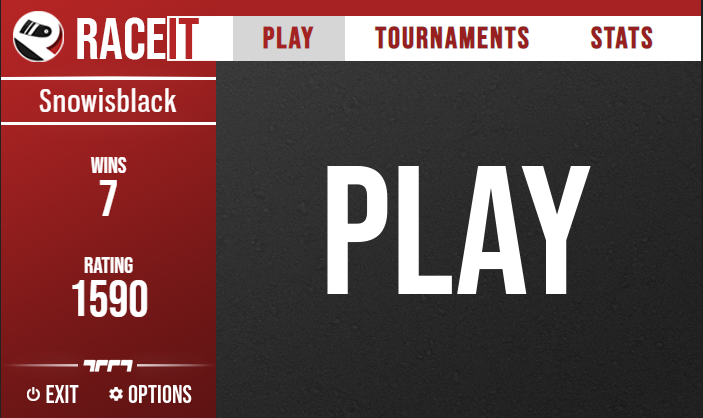 RACEIT
PLAY
TOURNAMENTS
STATS
Snowisblack
WINS
7
RATING
1590
EXIT
OPTIONS
PLAY